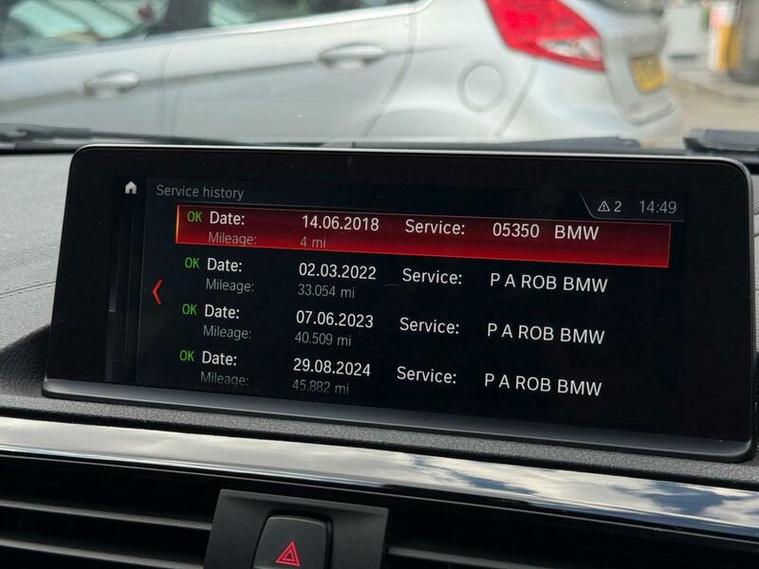 Service history
2 14:49
OK Date: 14.06.2018 Service: 05350 BMW
Mileage: 4 mi
OK Date: 02.03.2022 Service: P A ROB BMW
Mileage: 33.054 mi
OK Date: 07.06.2023 Service: P A ROB BMW
Mileage: 40.509 mi
OK Date: 29.08.2024 Service: P A ROB BMW
Mileage: 45.882 mi